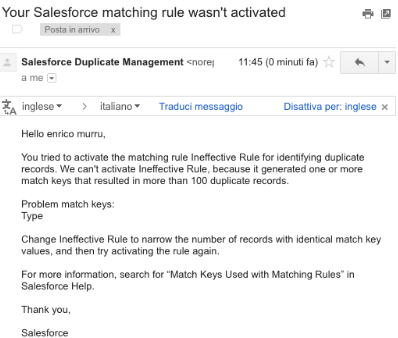 Your Salesforce matching rule wasn't activated
Posta in arrivo x
Salesforce Duplicate Management <norep 11:45 (0 minuti fa)
a me
inglese > italiano Traduci messaggio Disattiva per: inglese x
Hello enrico murru,
You tried to activate the matching rule Ineffective Rule for identifying duplicate
records. We can't activate Ineffective Rule, because it generated one or more
match keys that resulted in more than 100 duplicate records.
Problem match keys:
Type
Change Ineffective Rule to narrow the number of records with identical match key
values, and then try activating the rule again.
For more information, search for "Match Keys Used with Matching Rules" in
Salesforce Help.
Thank you,
Salesforce